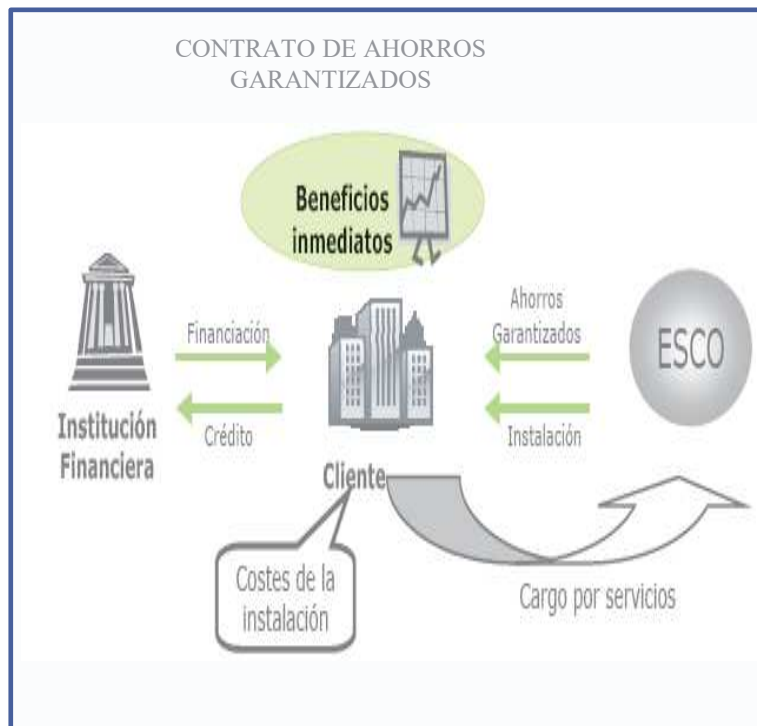 CONTRATO DE AHORROS
GARANTIZADOS
Beneficios
inmediatos
Financiación
Crédito
Institución
Financiera
Cliente
Ahorros
Garantizados
Instalación
ESCO
Costes de la
instalación
Cargo por servicios